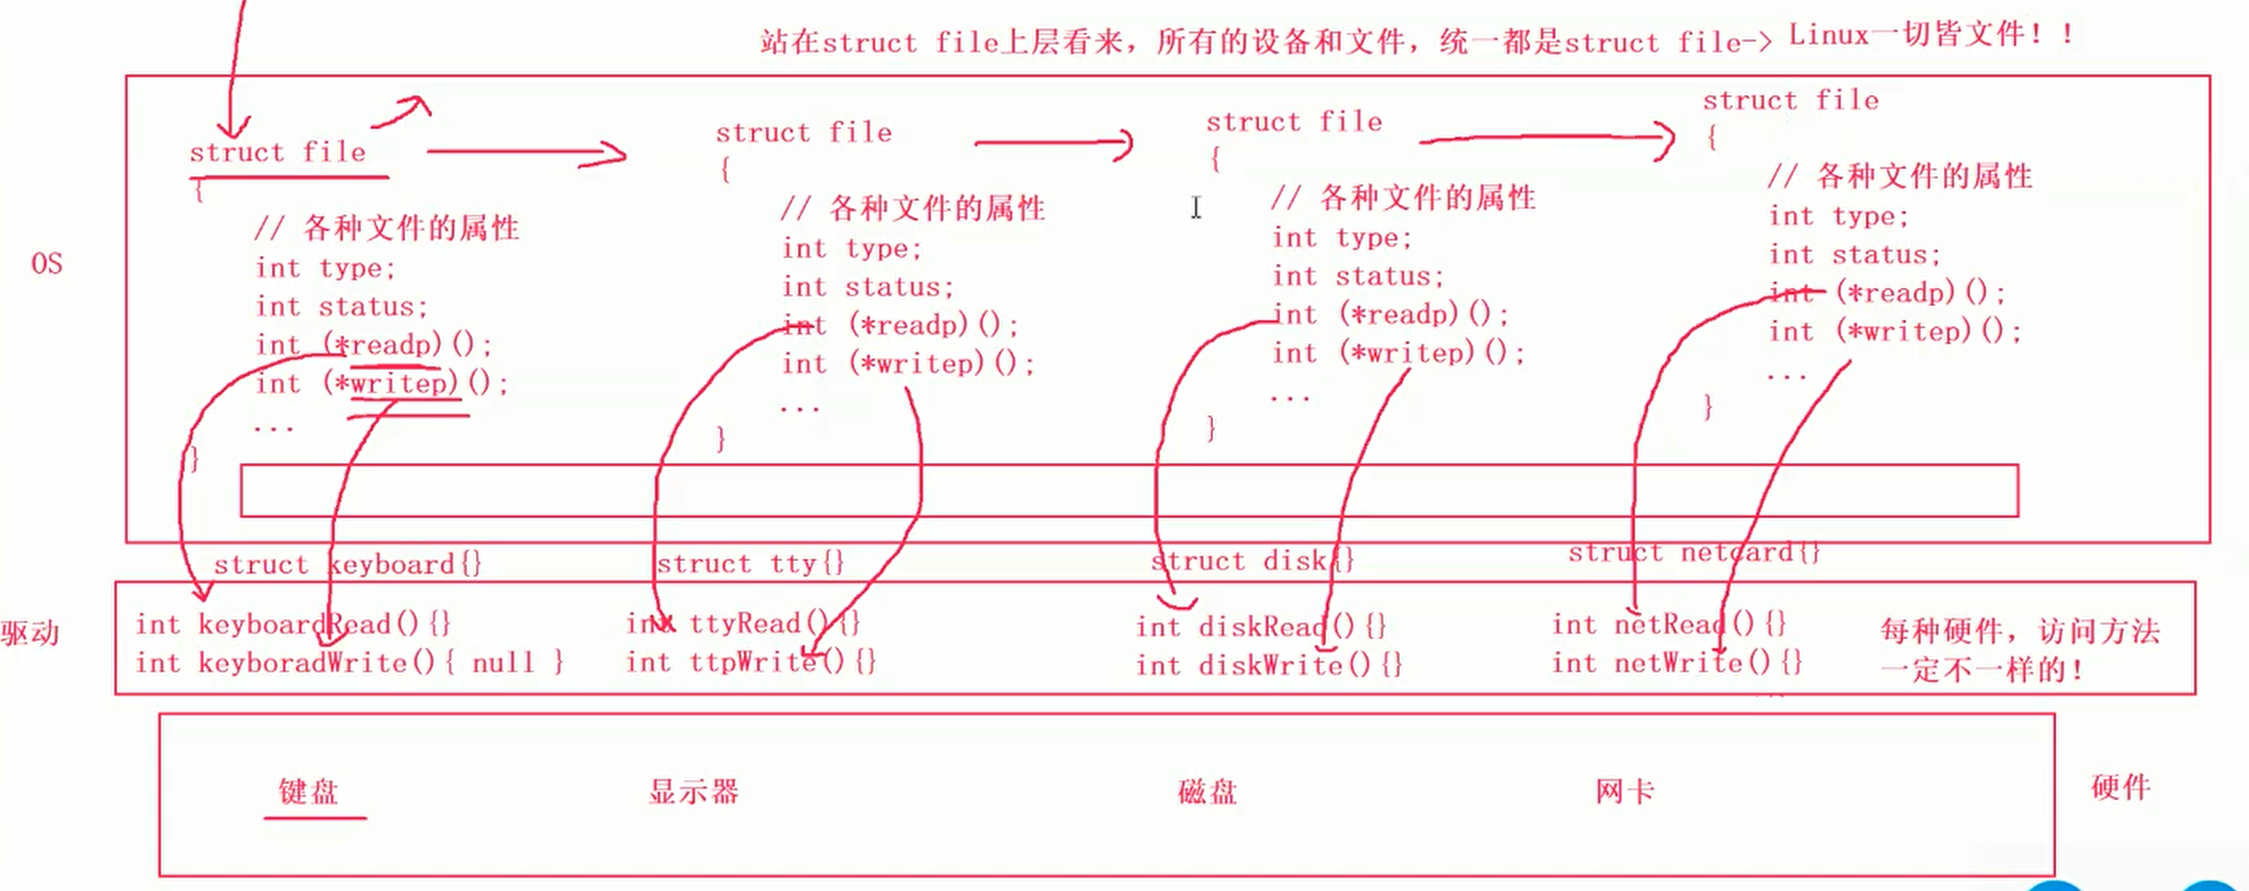 站在struct file上层看来，所有的设备和文件，统一都是struct file-> Linux一切皆文件！！
OS
struct file
{
// 各种文件的属性
int type;
int status;
int (*readp)();
int (*writep)();
...
}
struct file
{
// 各种文件的属性
int type;
int status;
int (*readp)();
int (*writep)();
...
}
struct file
{
// 各种文件的属性
int type;
int status;
int (*readp)();
int (*writep)();
...
}
struct file
{
// 各种文件的属性
int type;
int status;
int (*readp)();
int (*writep)();
...
}
struct keyboard{}
struct tty{}
struct disk{}
struct netcard{}
驱动
int keyboardRead(){}
int keyboradWrite(){ null }
int ttyRead(){}
int ttpWrite(){}
int diskRead(){}
int diskWrite(){}
int netRead(){}
int netWrite(){}
每种硬件，访问方法
一定不一样的！
键盘
显示器
磁盘
网卡
硬件